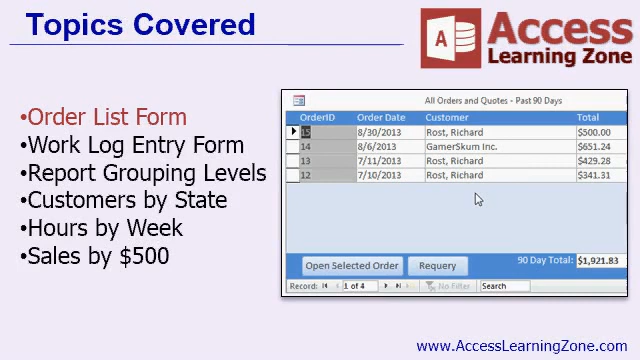 Topics Covered
Access
Learning Zone
A
•Order List Form
•Work Log Entry Form
•Report Grouping Levels
•Customers by State
•Hours by Week
•Sales by $500
All Orders and Quotes - Past 90 Days
OrderID Order Date Customer Total
15 8/30/2013 Rost, Richard $500.00
14 8/6/2013 GamerSkum Inc. $651.24
13 7/11/2013 Rost, Richard $429.28
12 7/10/2013 Rost, Richard $341.31
Open Selected Order Requery 90 Day Total: $1,921.83
Record: 1 of 4 No Filter Search
www.AccessLearningZone.com